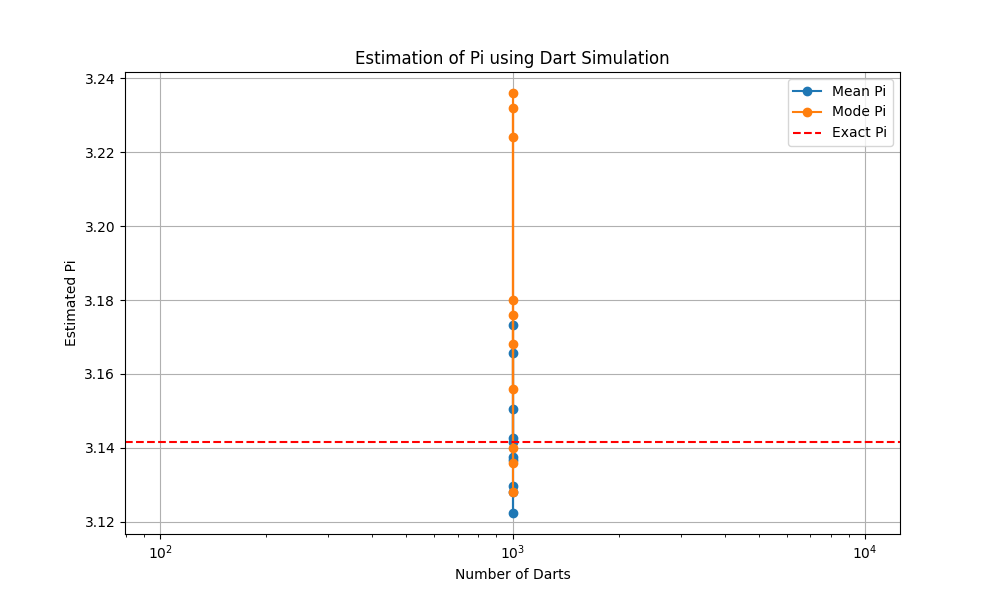 Estimation of Pi using Dart Simulation
Mean Pi
Mode Pi
Exact Pi
Estimated Pi
3.24
3.22
3.20
3.18
3.16
3.14
3.12
10²
10³
10⁴
Number of Darts